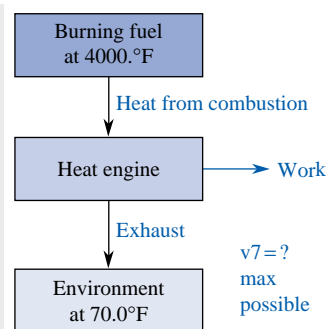 Burning fuel
at 4000.°F
Heat from combustion
Heat engine
Work
Exhaust
v7=?
max
possible
Environment
at 70.0°F